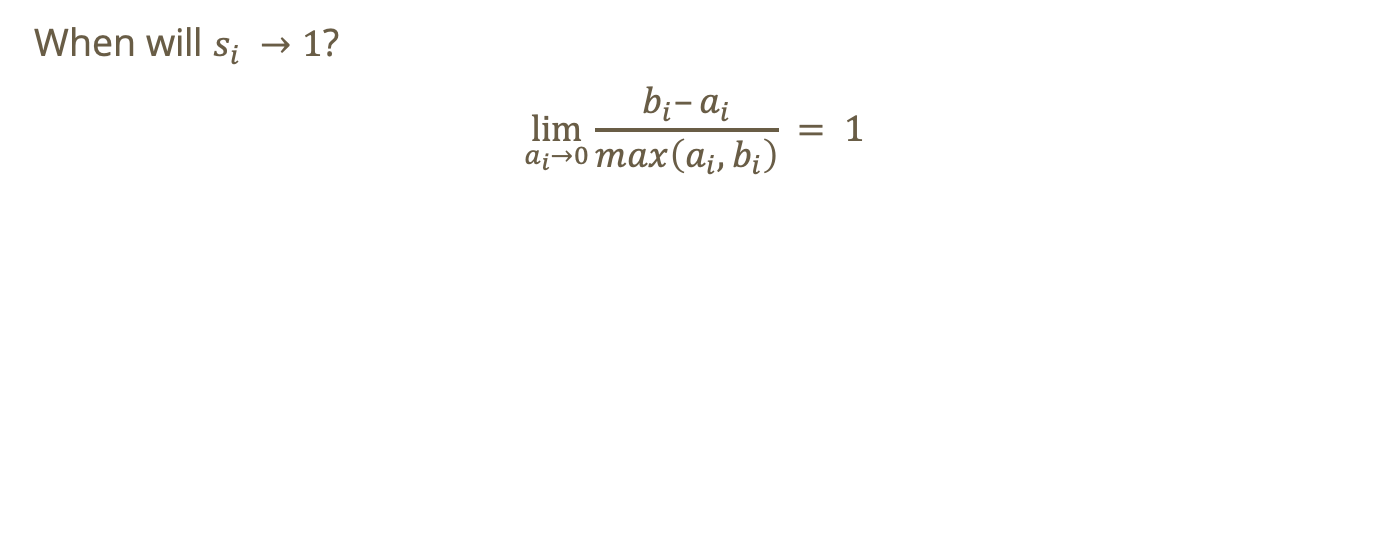 When will sᵢ → 1?
lim aᵢ→0 bᵢ– aᵢ / max(aᵢ, bᵢ) = 1